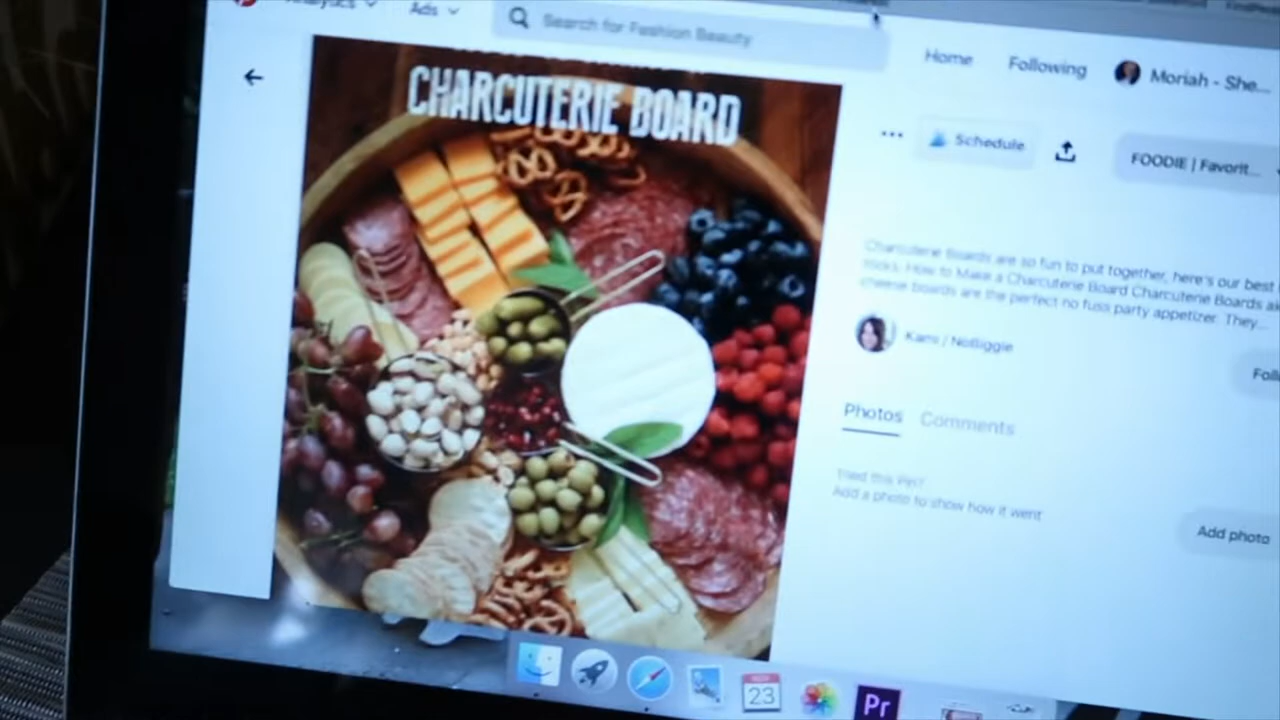 Analytics
Ads
Search for Fashion Beauty
Home
Following
Moriah - She...
CHARCUTERIE BOARD
Schedule
FOODIE | Favorit...
Charcuterie Boards are so fun to put together, here's our best
tricks. How to Make a Charcuterie Board Charcuterie Boards
cheese boards are the perfect no fuss party appetizer. They...
Kami / NoBiggie
Foll
Photos
Comments
Tried this Pin?
Add a photo to show how it went
Add photo
NOV
23
Pr